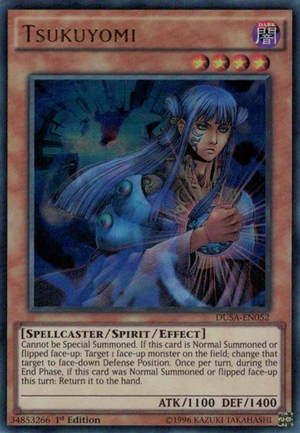 TSUKUYOMI
DARK
闇
DUSA-EN052
[SPELLCASTER/SPIRIT/EFFECT]
Cannot be Special Summoned. If this card is Normal Summoned or
flipped face-up: Target 1 face-up monster on the field; change that
target to face-down Defense Position. Once per turn, during the
End Phase, if this card was Normal Summoned or flipped face-up
this turn: Return it to the hand.
ATK/1100 DEF/1400
34853266 1st Edition ©1996 KAZUKI TAKAHASHI